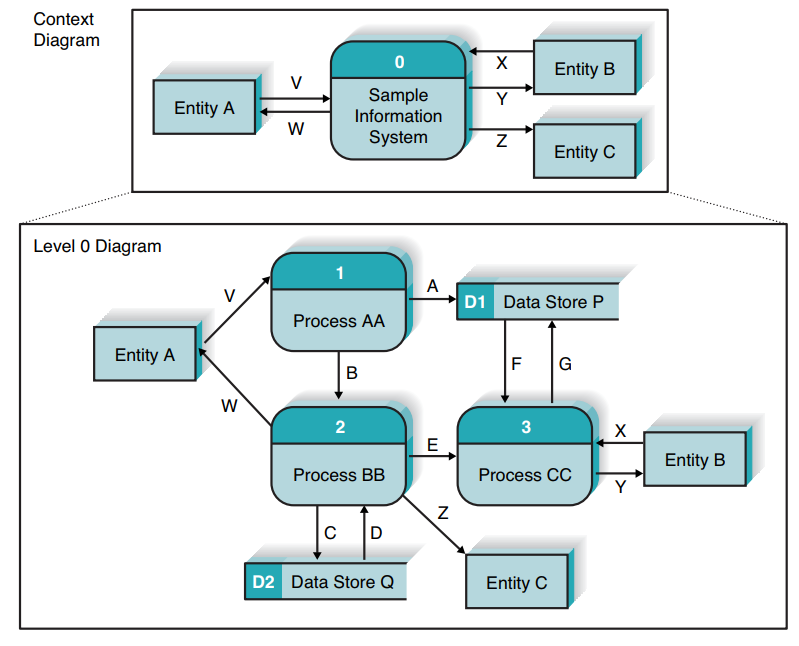 Context
Diagram
0
Sample
Information
System
Entity A
V
W
X
Y
Z
Entity B
Entity C
Level 0 Diagram
1
Process AA
A
D1 Data Store P
V
Entity A
B
F
G
W
2
Process BB
E
3
Process CC
X
Y
Entity B
C
D
Z
D2 Data Store Q
Entity C